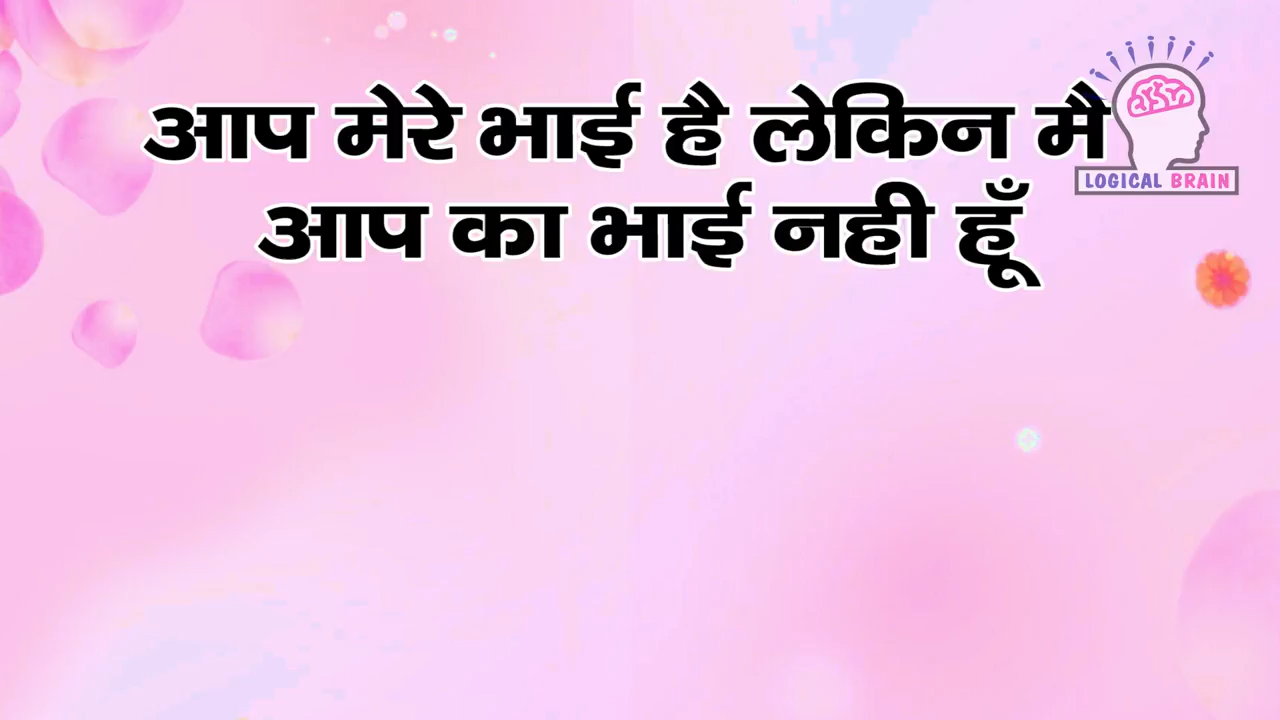 आप मेरे भाई है लेकिन मै
आप का भाई नही हूँ
LOGICAL BRAIN